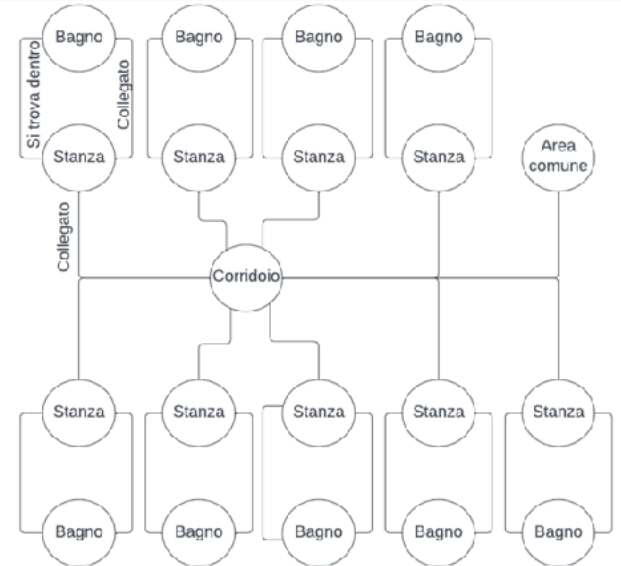 Bagno
Bagno
Bagno
Bagno
Si trova dentro
Collegato
Stanza
Stanza
Stanza
Stanza
Area
comune
Collegato
Corridoio
Stanza
Stanza
Stanza
Stanza
Stanza
Bagno
Bagno
Bagno
Bagno
Bagno